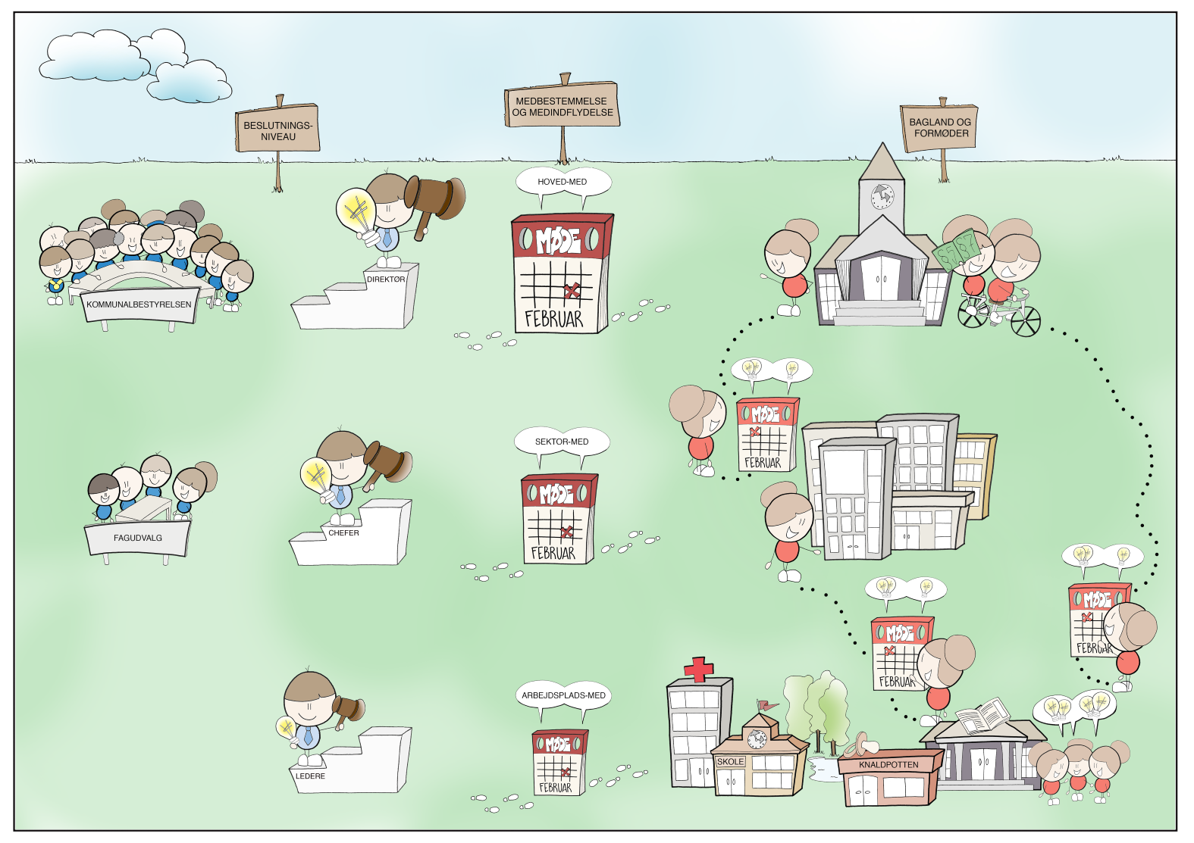 BESLUTNINGS-
NIVEAU
MEDBESTEMMELSE
OG MEDINDFLYDELSE
BAGLAND OG
FORMØDER
HOVED-MED
MØDE
FEBRUAR
DIREKTØR
KOMMUNALBESTYRELSEN
MØDE
FEBRUAR
SEKTOR-MED
MØDE
FEBRUAR
CHEFER
FAGUDVALG
MØDE
FEBRUAR
MØDE
FEBRUAR
ARBEJDSPLADS-MED
MØDE
FEBRUAR
LEDERE
SKOLE
KNALDPOTTEN